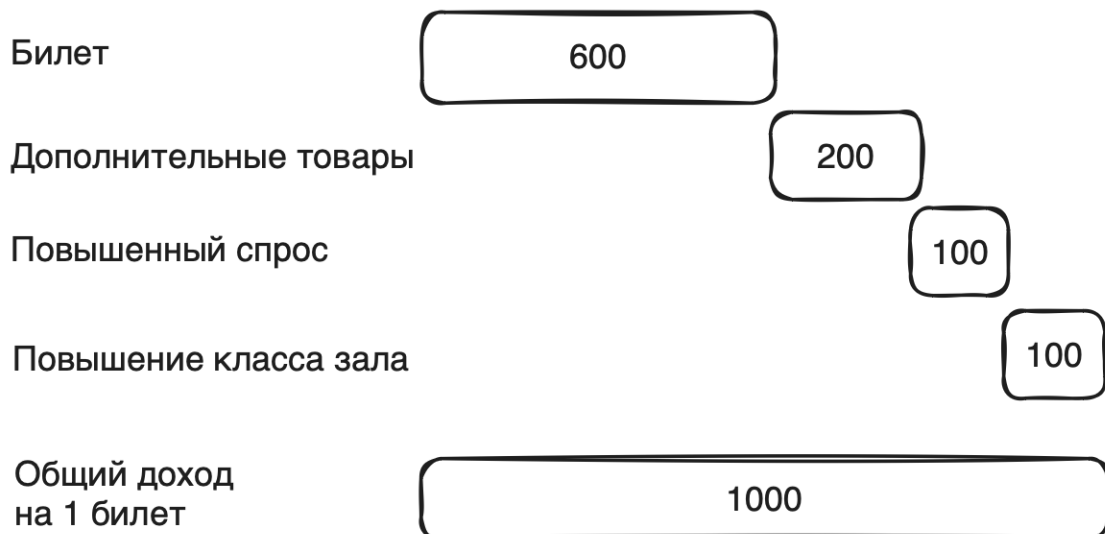 Билет
600
Дополнительные товары
200
Повышенный спрос
100
Повышение класса зала
100
Общий доход
на 1 билет
1000